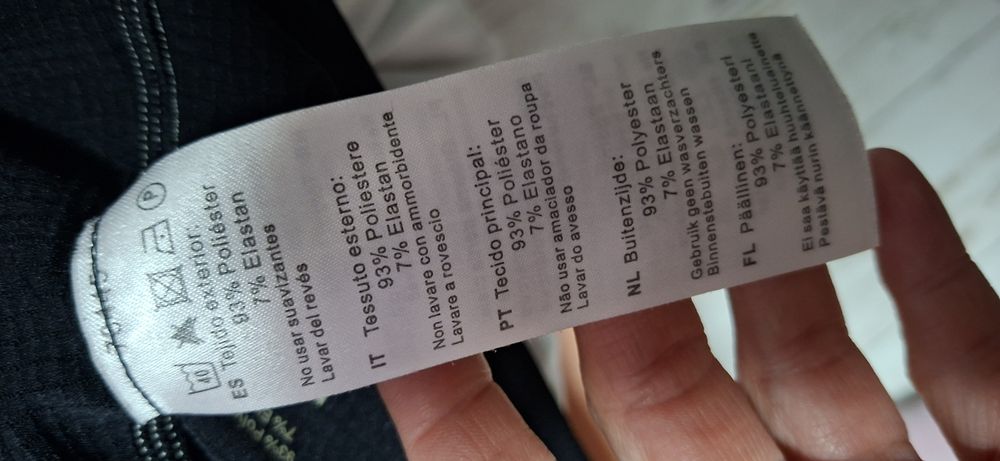 40
P
ES Tejido exterior
93% Poliéster
7% Elastan
No usar suavizantes
Lavar del revés
IT Tessuto esterno:
93% Poliestere
7% Elastan
Non lavare con ammorbidente
Lavare a rovescio
PT Tecido principal:
93% Poliéster
7% Elastano
Não usar amaciador da roupa
Lavar do avesso
NL Buitenzijde:
93% Polyester
7% Elastaan
Gebruik geen wasverzachters
Binnenstebuiten wassen
FL Päällinen:
93% Polyesteri
7% Elastaani
Ei saa käyttää huuhteluainetta
Pestävä nurin käännettynä